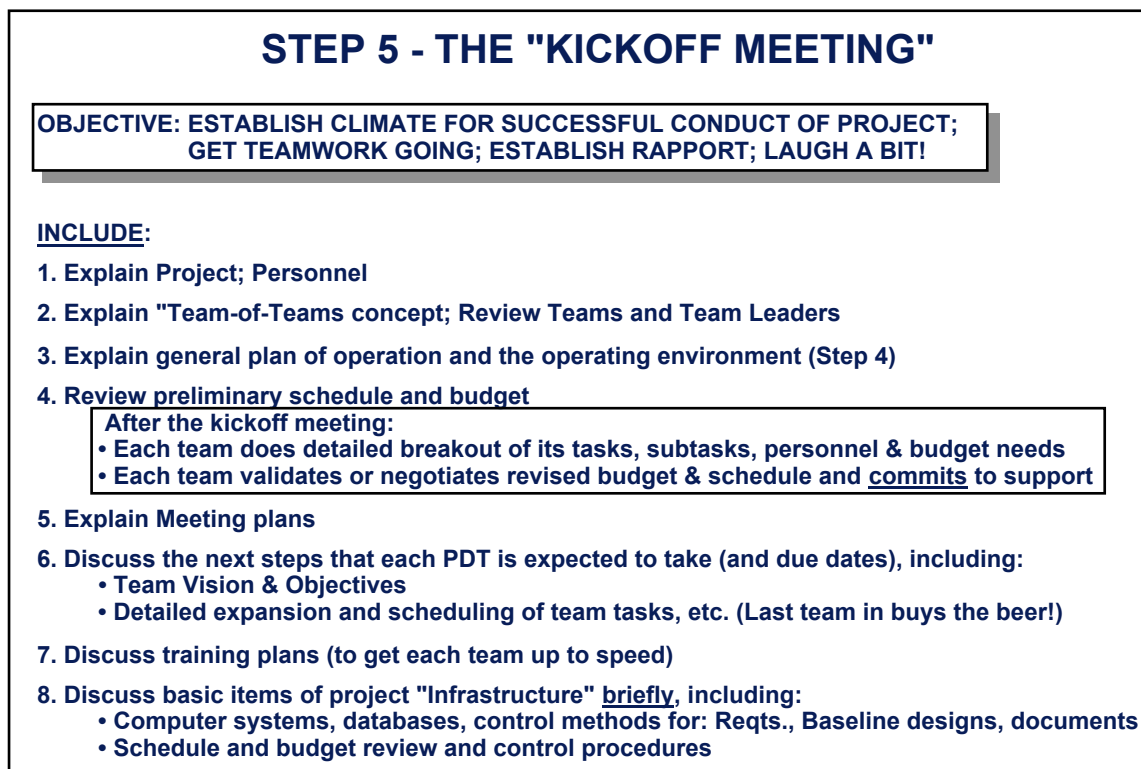 STEP 5 - THE "KICKOFF MEETING"
OBJECTIVE: ESTABLISH CLIMATE FOR SUCCESSFUL CONDUCT OF PROJECT;
GET TEAMWORK GOING; ESTABLISH RAPPORT; LAUGH A BIT!
INCLUDE:
1. Explain Project; Personnel
2. Explain "Team-of-Teams concept; Review Teams and Team Leaders
3. Explain general plan of operation and the operating environment (Step 4)
4. Review preliminary schedule and budget
After the kickoff meeting:
• Each team does detailed breakout of its tasks, subtasks, personnel & budget needs
• Each team validates or negotiates revised budget & schedule and commits to support
5. Explain Meeting plans
6. Discuss the next steps that each PDT is expected to take (and due dates), including:
• Team Vision & Objectives
• Detailed expansion and scheduling of team tasks, etc. (Last team in buys the beer!)
7. Discuss training plans (to get each team up to speed)
8. Discuss basic items of project "Infrastructure" briefly, including:
• Computer systems, databases, control methods for: Reqts., Baseline designs, documents
• Schedule and budget review and control procedures